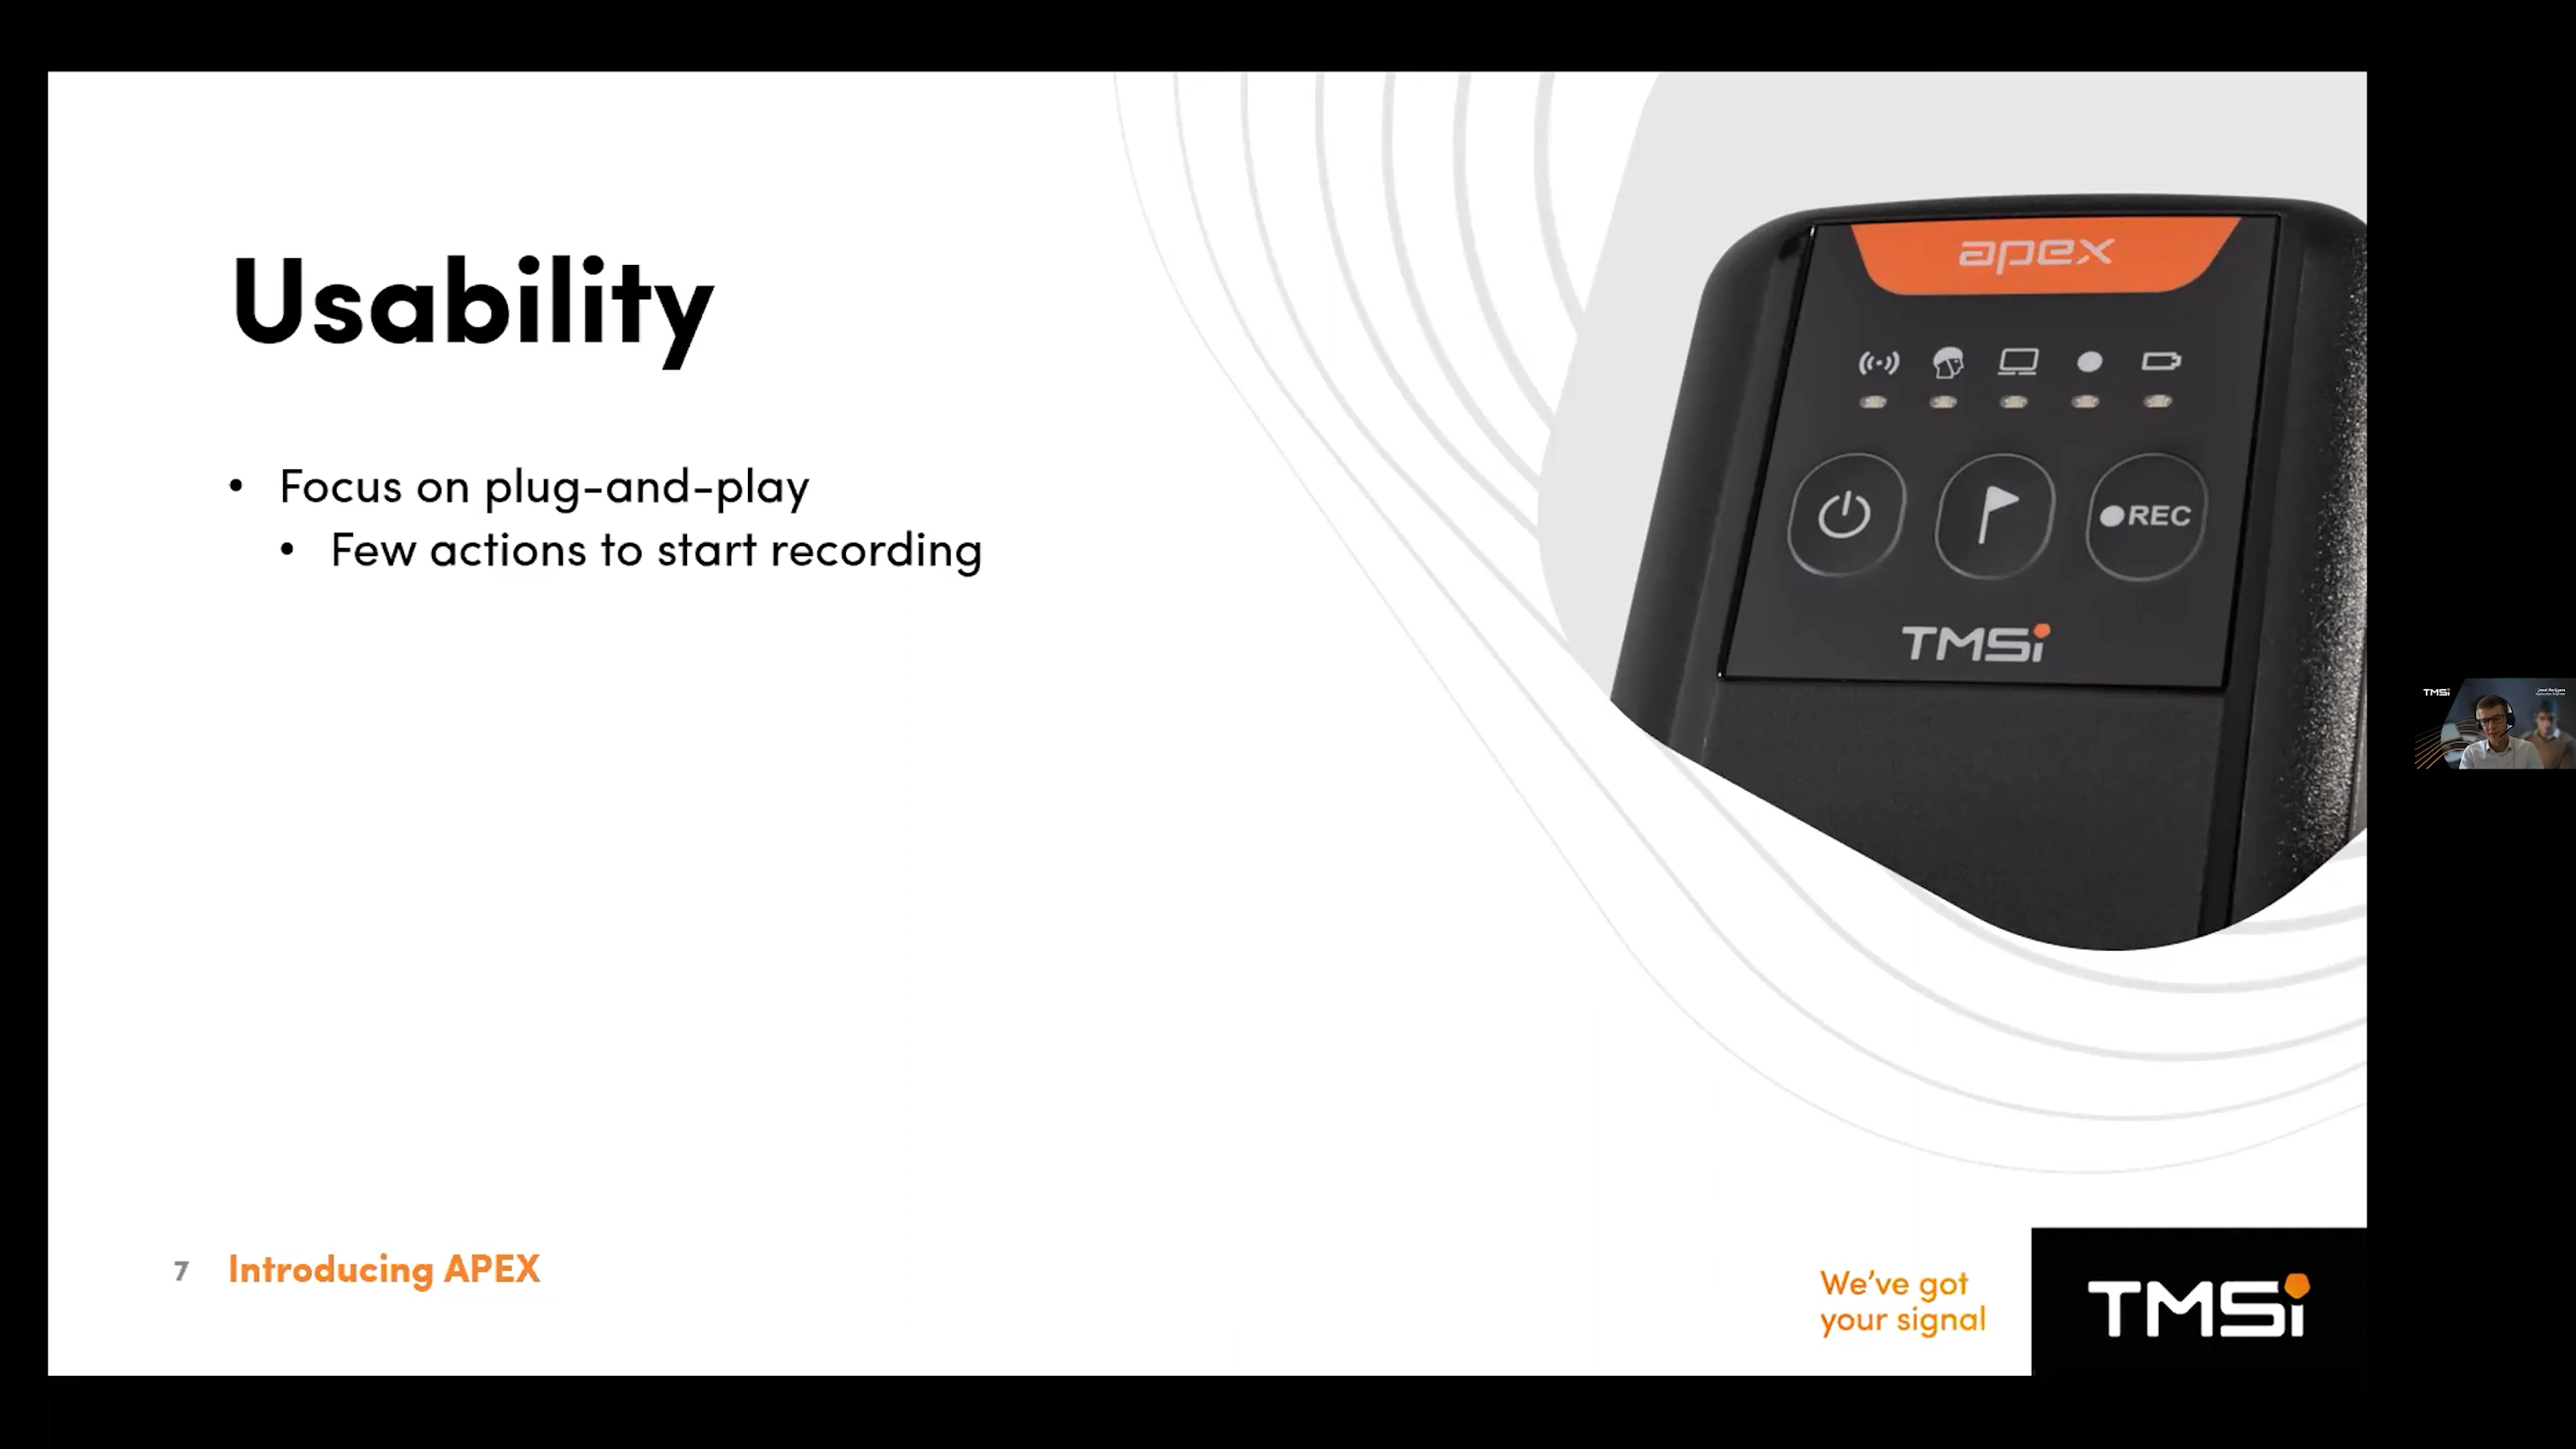 Usability
• Focus on plug-and-play
• Few actions to start recording
apex
REC
TMSi
TMSi
7 Introducing APEX
We've got
your signal
TMSi